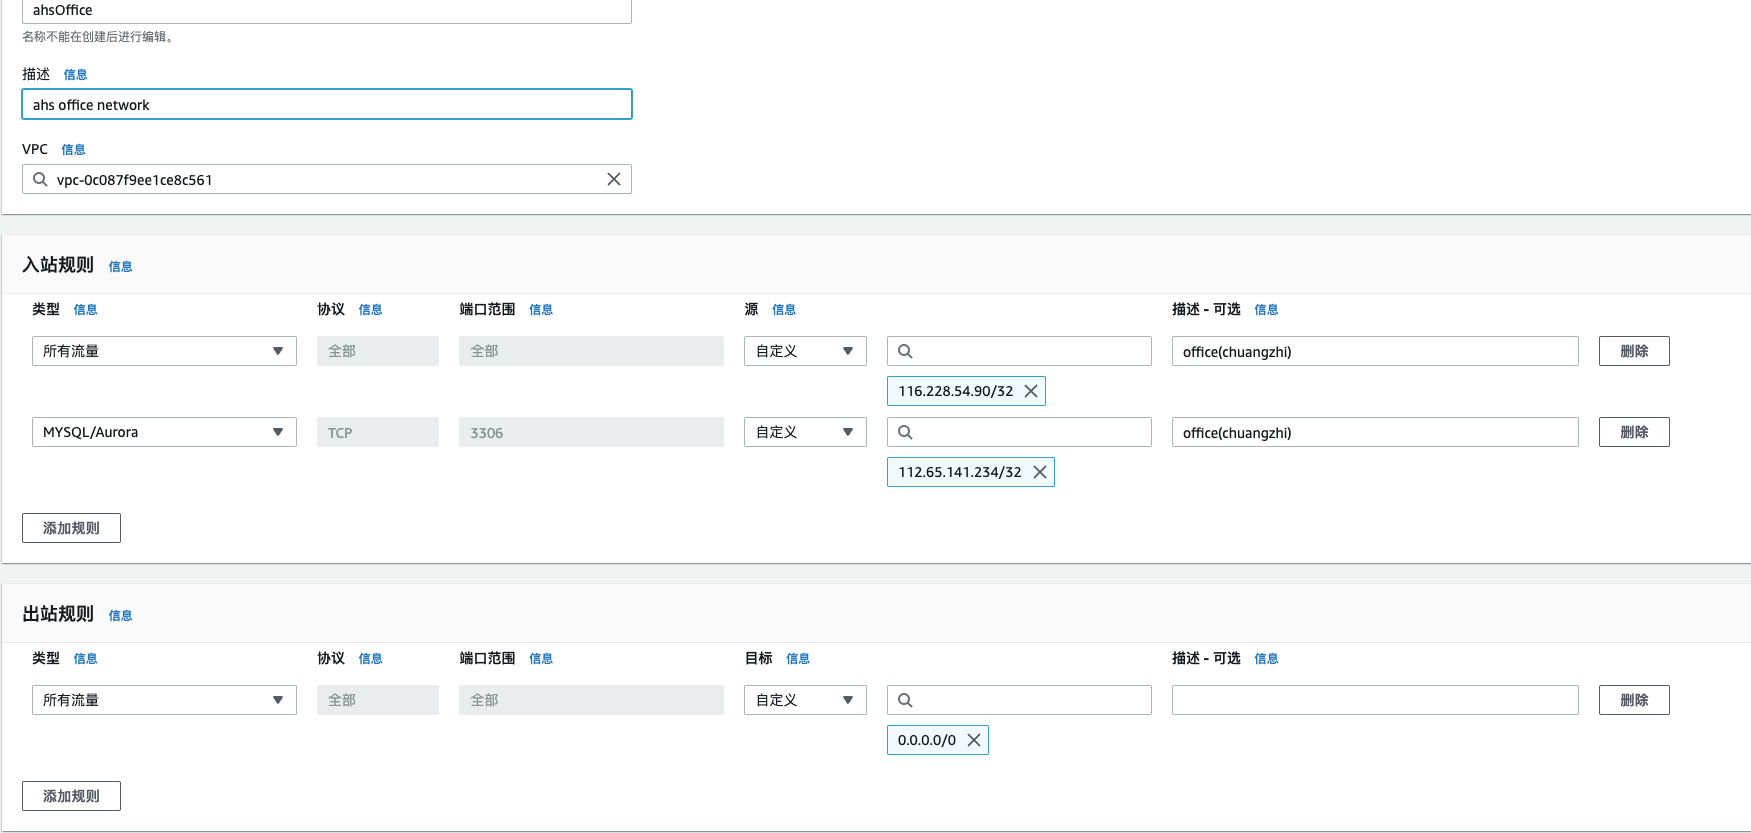 ahsOffice
名称不能在创建后进行编辑。
描述 信息
ahs office network
VPC 信息
vpc-0c087f9ee1ce8c561
入站规则 信息
类型 信息 协议 信息 端口范围 信息 源 信息 描述 - 可选 信息
所有流量 全部 全部 自定义 office(chuangzhi) 删除
116.228.54.90/32
MYSQL/Aurora TCP 3306 自定义 office(chuangzhi) 删除
112.65.141.234/32
添加规则
出站规则 信息
类型 信息 协议 信息 端口范围 信息 目标 信息 描述 - 可选 信息
所有流量 全部 全部 自定义 删除
0.0.0.0/0
添加规则